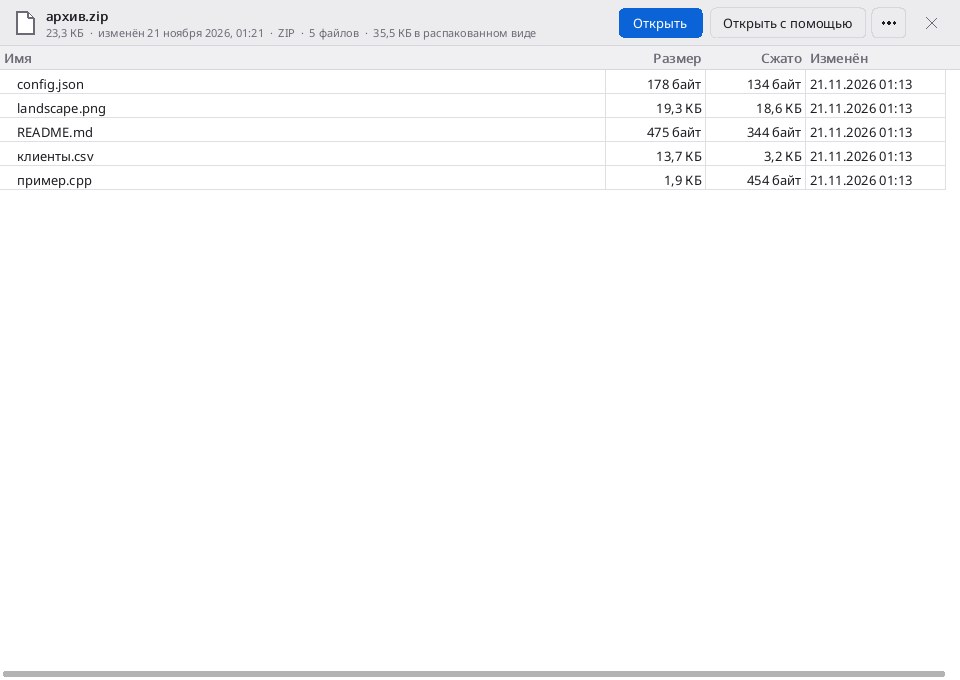 архив.zip
23,3 КБ · изменён 21 ноября 2026, 01:21 · ZIP · 5 файлов · 35,5 КБ в распакованном виде
Открыть
Открыть с помощью
Имя Размер Сжато Изменён
config.json 178 байт 134 байт 21.11.2026 01:13
landscape.png 19,3 КБ 18,6 КБ 21.11.2026 01:13
README.md 475 байт 344 байт 21.11.2026 01:13
клиенты.csv 13,7 КБ 3,2 КБ 21.11.2026 01:13
пример.cpp 1,9 КБ 454 байт 21.11.2026 01:13